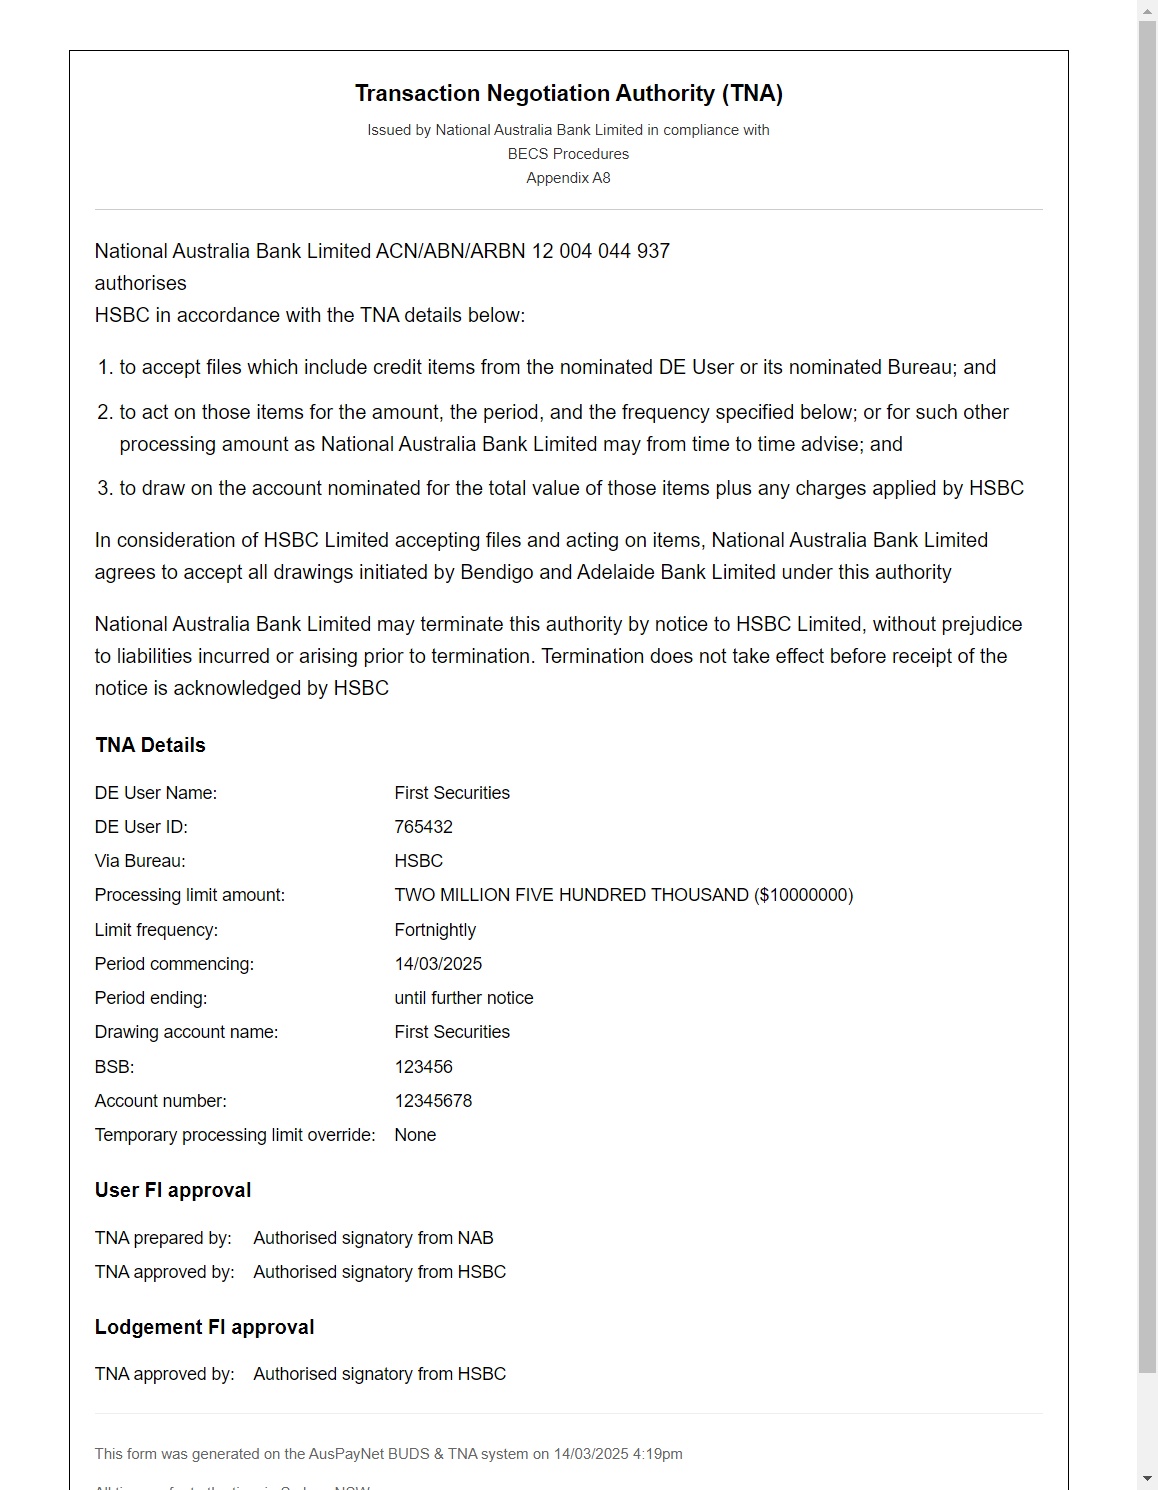 Transaction Negotiation Authority (TNA)
Issued by National Australia Bank Limited in compliance with
BECS Procedures
Appendix A8
National Australia Bank Limited ACN/ABN/ARBN 12 004 044 937
authorises
HSBC in accordance with the TNA details below:
1. to accept files which include credit items from the nominated DE User or its nominated Bureau; and
2. to act on those items for the amount, the period, and the frequency specified below; or for such other
processing amount as National Australia Bank Limited may from time to time advise; and
3. to draw on the account nominated for the total value of those items plus any charges applied by HSBC
In consideration of HSBC Limited accepting files and acting on items, National Australia Bank Limited
agrees to accept all drawings initiated by Bendigo and Adelaide Bank Limited under this authority
National Australia Bank Limited may terminate this authority by notice to HSBC Limited, without prejudice
to liabilities incurred or arising prior to termination. Termination does not take effect before receipt of the
notice is acknowledged by HSBC
TNA Details
DE User Name: First Securities
DE User ID: 765432
Via Bureau: HSBC
Processing limit amount: TWO MILLION FIVE HUNDRED THOUSAND ($10000000)
Limit frequency: Fortnightly
Period commencing: 14/03/2025
Period ending: until further notice
Drawing account name: First Securities
BSB: 123456
Account number: 12345678
Temporary processing limit override: None
User FI approval
TNA prepared by: Authorised signatory from NAB
TNA approved by: Authorised signatory from HSBC
Lodgement FI approval
TNA approved by: Authorised signatory from HSBC
This form was generated on the AusPayNet BUDS & TNA system on 14/03/2025 4:19pm